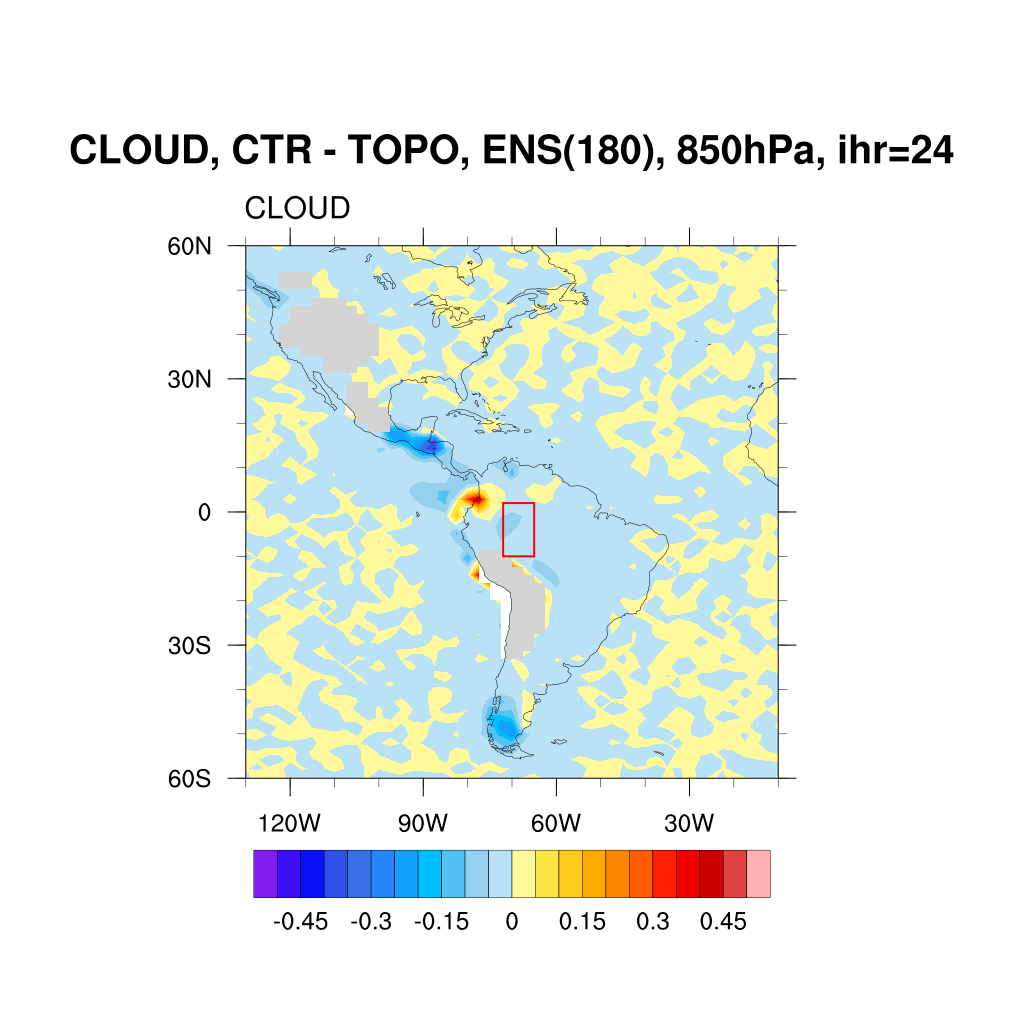 CLOUD, CTR - TOPO, ENS(180), 850hPa, ihr=24
CLOUD
60N
30N
0
30S
60S
120W 90W 60W 30W
-0.45 -0.3 -0.15 0 0.15 0.3 0.45